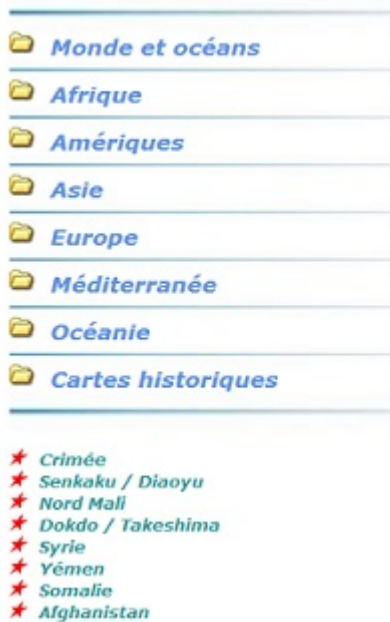 Monde et océans
Afrique
Amériques
Asie
Europe
Méditerranée
Océanie
Cartes historiques
Crimée
Senkaku / Diaoyu
Nord Mali
Dokdo / Takeshima
Syrie
Yémen
Somalie
Afghanistan